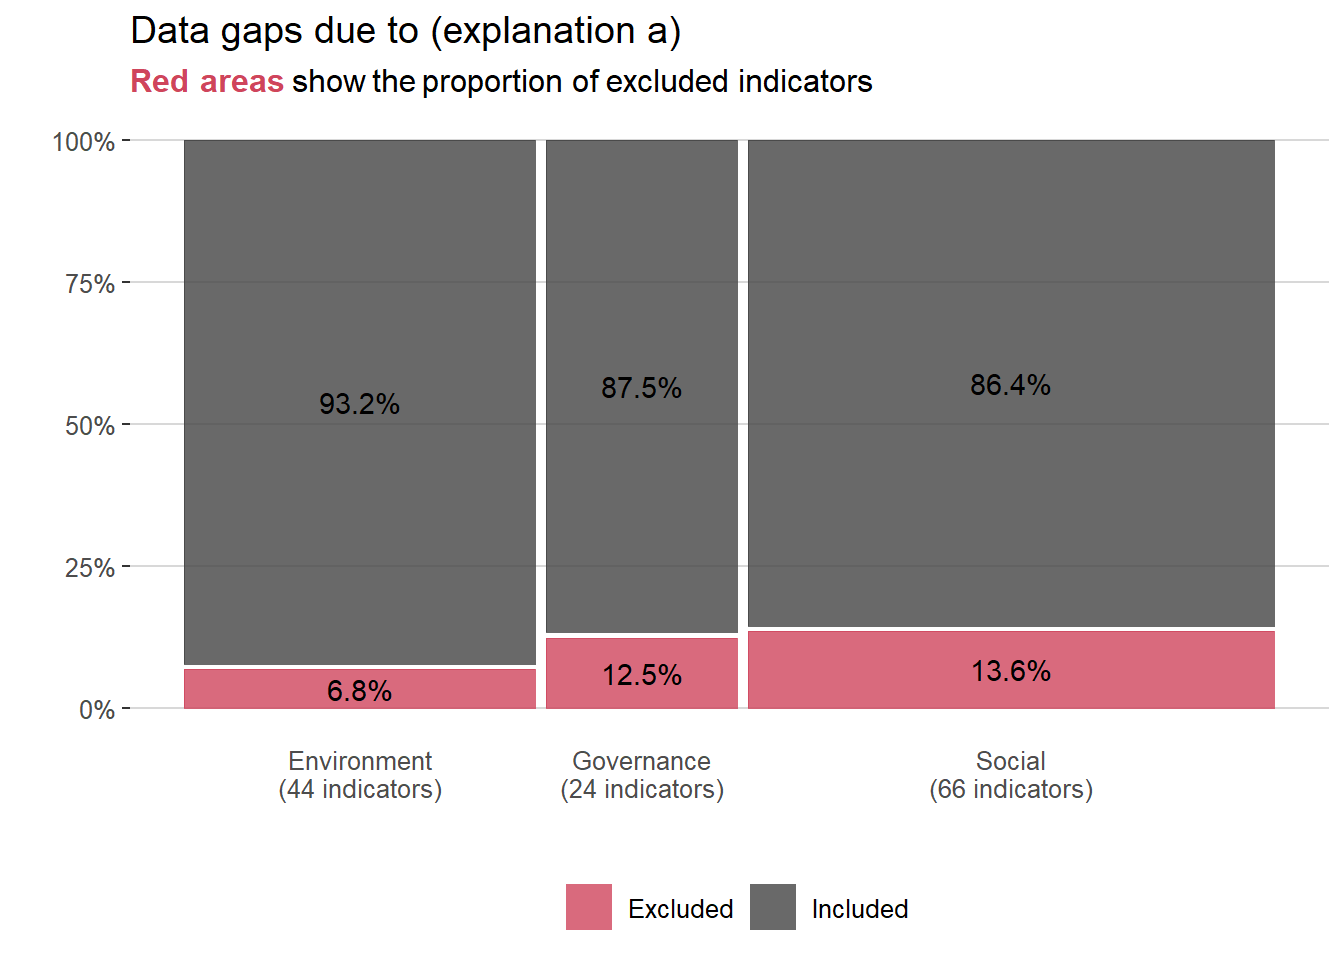 Data gaps due to (explanation a)
Red areas show the proportion of excluded indicators
100%
75%
50%
25%
0%
93.2%
87.5%
86.4%
6.8%
12.5%
13.6%
Environment
(44 indicators)
Governance
(24 indicators)
Social
(66 indicators)
Excluded
Included